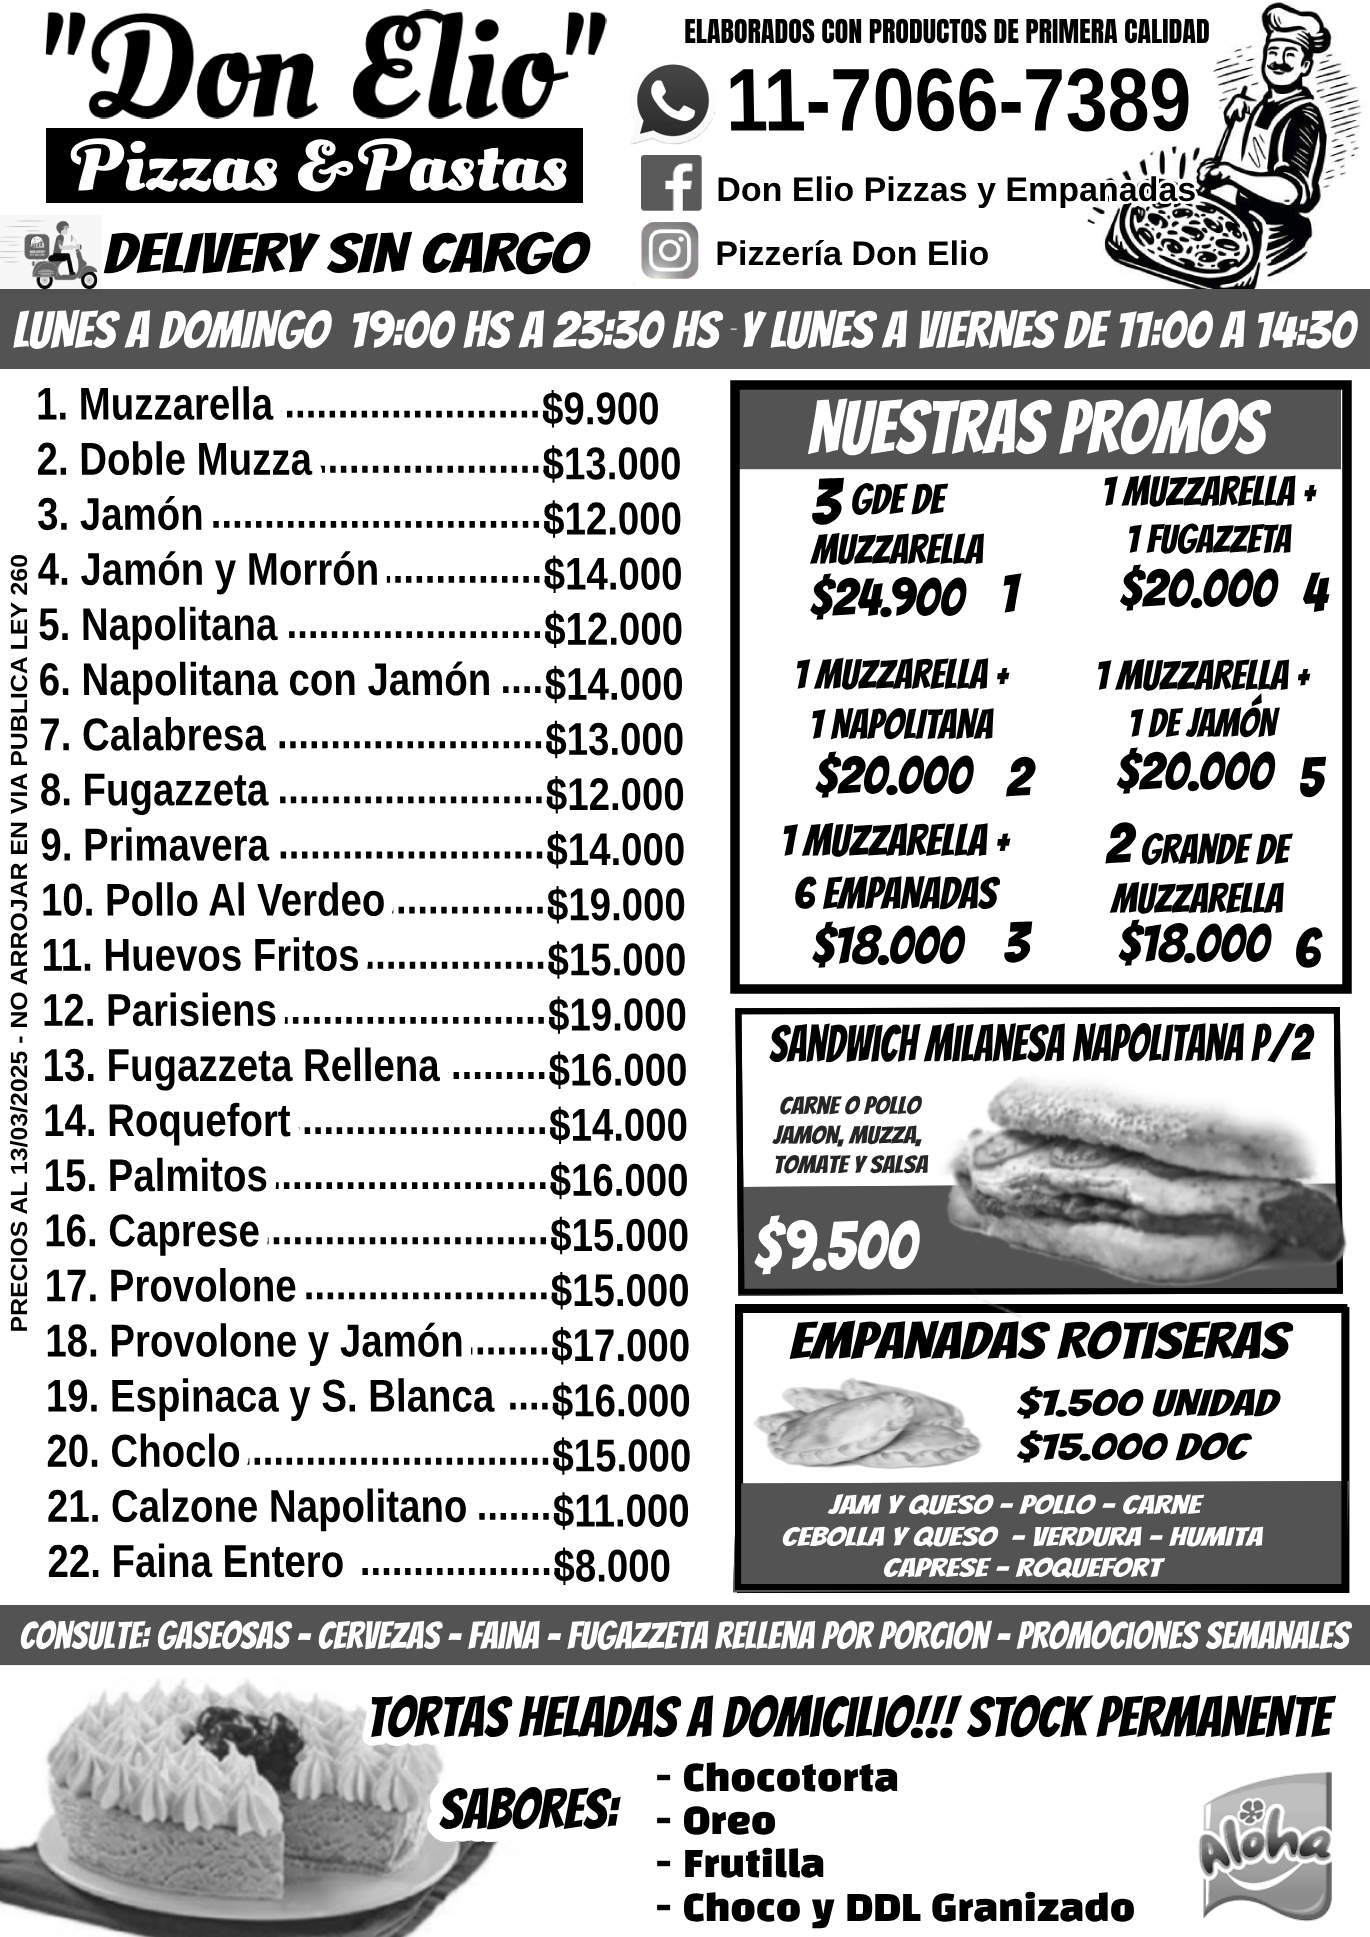 "Don Elio"
Pizzas & Pastas
DELIVERY SIN CARGO
ELABORADOS CON PRODUCTOS DE PRIMERA CALIDAD
11-7066-7389
Don Elio Pizzas y Empanadas
Pizzería Don Elio
LUNES A DOMINGO 19:00 HS A 23:30 HS - Y LUNES A VIERNES DE 11:00 A 14:30
PRECIOS AL 13/03/2025 - NO ARROJAR EN VIA PUBLICA LEY 260
1. Muzzarella ........................$9.900
2. Doble Muzza .....................$13.000
3. Jamón ...............................$12.000
4. Jamón y Morrón ...............$14.000
5. Napolitana ........................$12.000
6. Napolitana con Jamón ....$14.000
7. Calabresa .........................$13.000
8. Fugazzeta .........................$12.000
9. Primavera .........................$14.000
10. Pollo Al Verdeo ..............$19.000
11. Huevos Fritos .................$15.000
12. Parisiens .........................$19.000
13. Fugazzeta Rellena .........$16.000
14. Roquefort .......................$14.000
15. Palmitos ..........................$16.000
16. Caprese ...........................$15.000
17. Provolone .......................$15.000
18. Provolone y Jamón ........$17.000
19. Espinaca y S. Blanca ....$16.000
20. Choclo .............................$15.000
21. Calzone Napolitano .......$11.000
22. Faina Entero ..................$8.000
NUESTRAS PROMOS
3 GDE DE
MUZZARELLA
$24.900 1
1 MUZZARELLA +
1 NAPOLITANA
$20.000 2
1 MUZZARELLA +
6 EMPANADAS
$18.000 3
1 MUZZARELLA +
1 FUGAZZETA
$20.000 4
1 MUZZARELLA +
1 DE JAMÓN
$20.000 5
2 GRANDE DE
MUZZARELLA
$18.000 6
SANDWICH MILANESA NAPOLITANA P/2
CARNE O POLLO
JAMON, MUZZA,
TOMATE Y SALSA
$9.500
EMPANADAS ROTISERAS
$1.500 UNIDAD
$15.000 DOC
JAM Y QUESO - POLLO - CARNE
CEBOLLA Y QUESO - VERDURA - HUMITA
CAPRESE - ROQUEFORT
CONSULTE: GASEOSAS - CERVEZAS - FAINA - FUGAZZETA RELLENA POR PORCION - PROMOCIONES SEMANALES
TORTAS HELADAS A DOMICILIO!!! STOCK PERMANENTE
SABORES:
- Chocotorta
- Oreo
- Frutilla
- Choco y DDL Granizado
Aloha